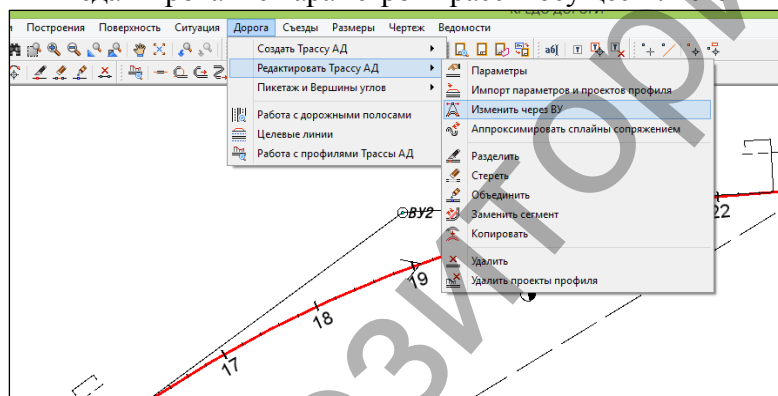 Построения Поверхность Ситуация Дорога Съезды Размеры Чертеж Ведомости
Создать Трассу АД
Редактировать Трассу АД
Пикетаж и Вершины углов
Работа с дорожными полосами
Целевые линии
Работа с профилями Трассы АД
Параметры
Импорт параметров и проектов профиля
Изменить через ВУ
Аппроксимировать сплайны сопряжением
Разделить
Стереть
Объединить
Заменить сегмент
Копировать
Удалить
Удалить проекты профиля
ВУ2
22
19
18
17